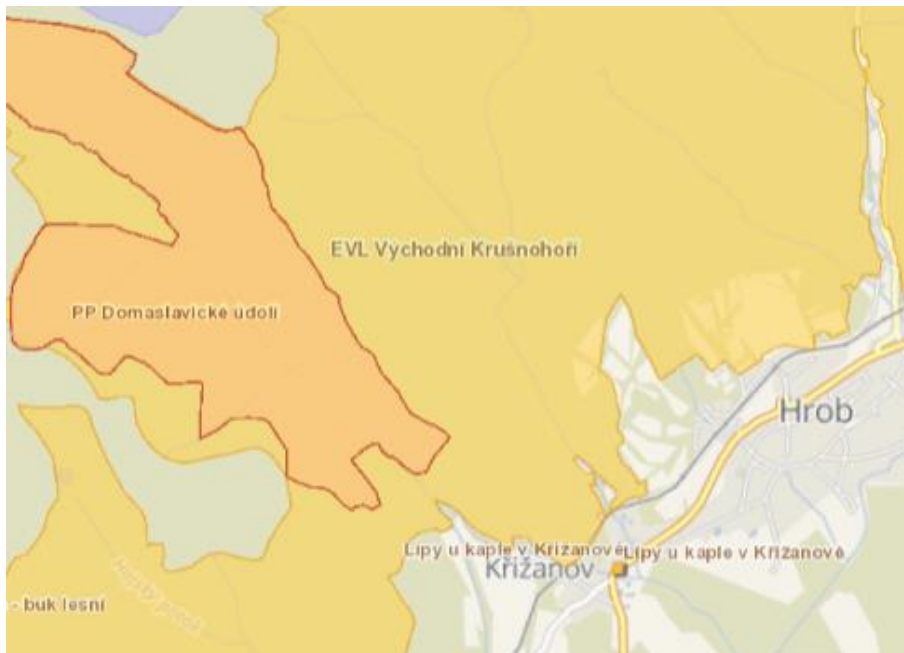 EVL Východní Krušnohoří
PP Domaslavické údolí
Hrob
Lípy u kaple v Křižanově
Lípy u kaple v Křižanově
Křižanov
- buk lesní